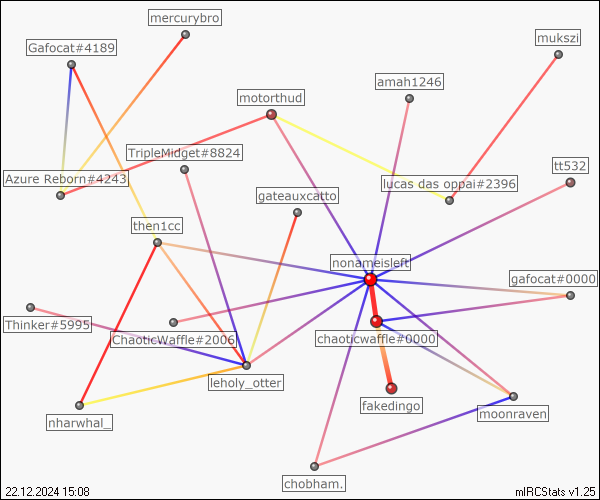 mercurybro
Gafocat#4189
mukszi
amah1246
motorthud
TripleMidget#8824
tt532
Azure Reborn#4243
lucas das oppai#2396
gateauxcatto
then1cc
nonameisleft
gafocat#0000
Thinker#5995
ChaoticWaffle#2006
chaoticwaffle#0000
leholy_otter
fakedingo
moonraven
nharwhal_
chobham.
22.12.2024 15:08
mIRCStats v1.25